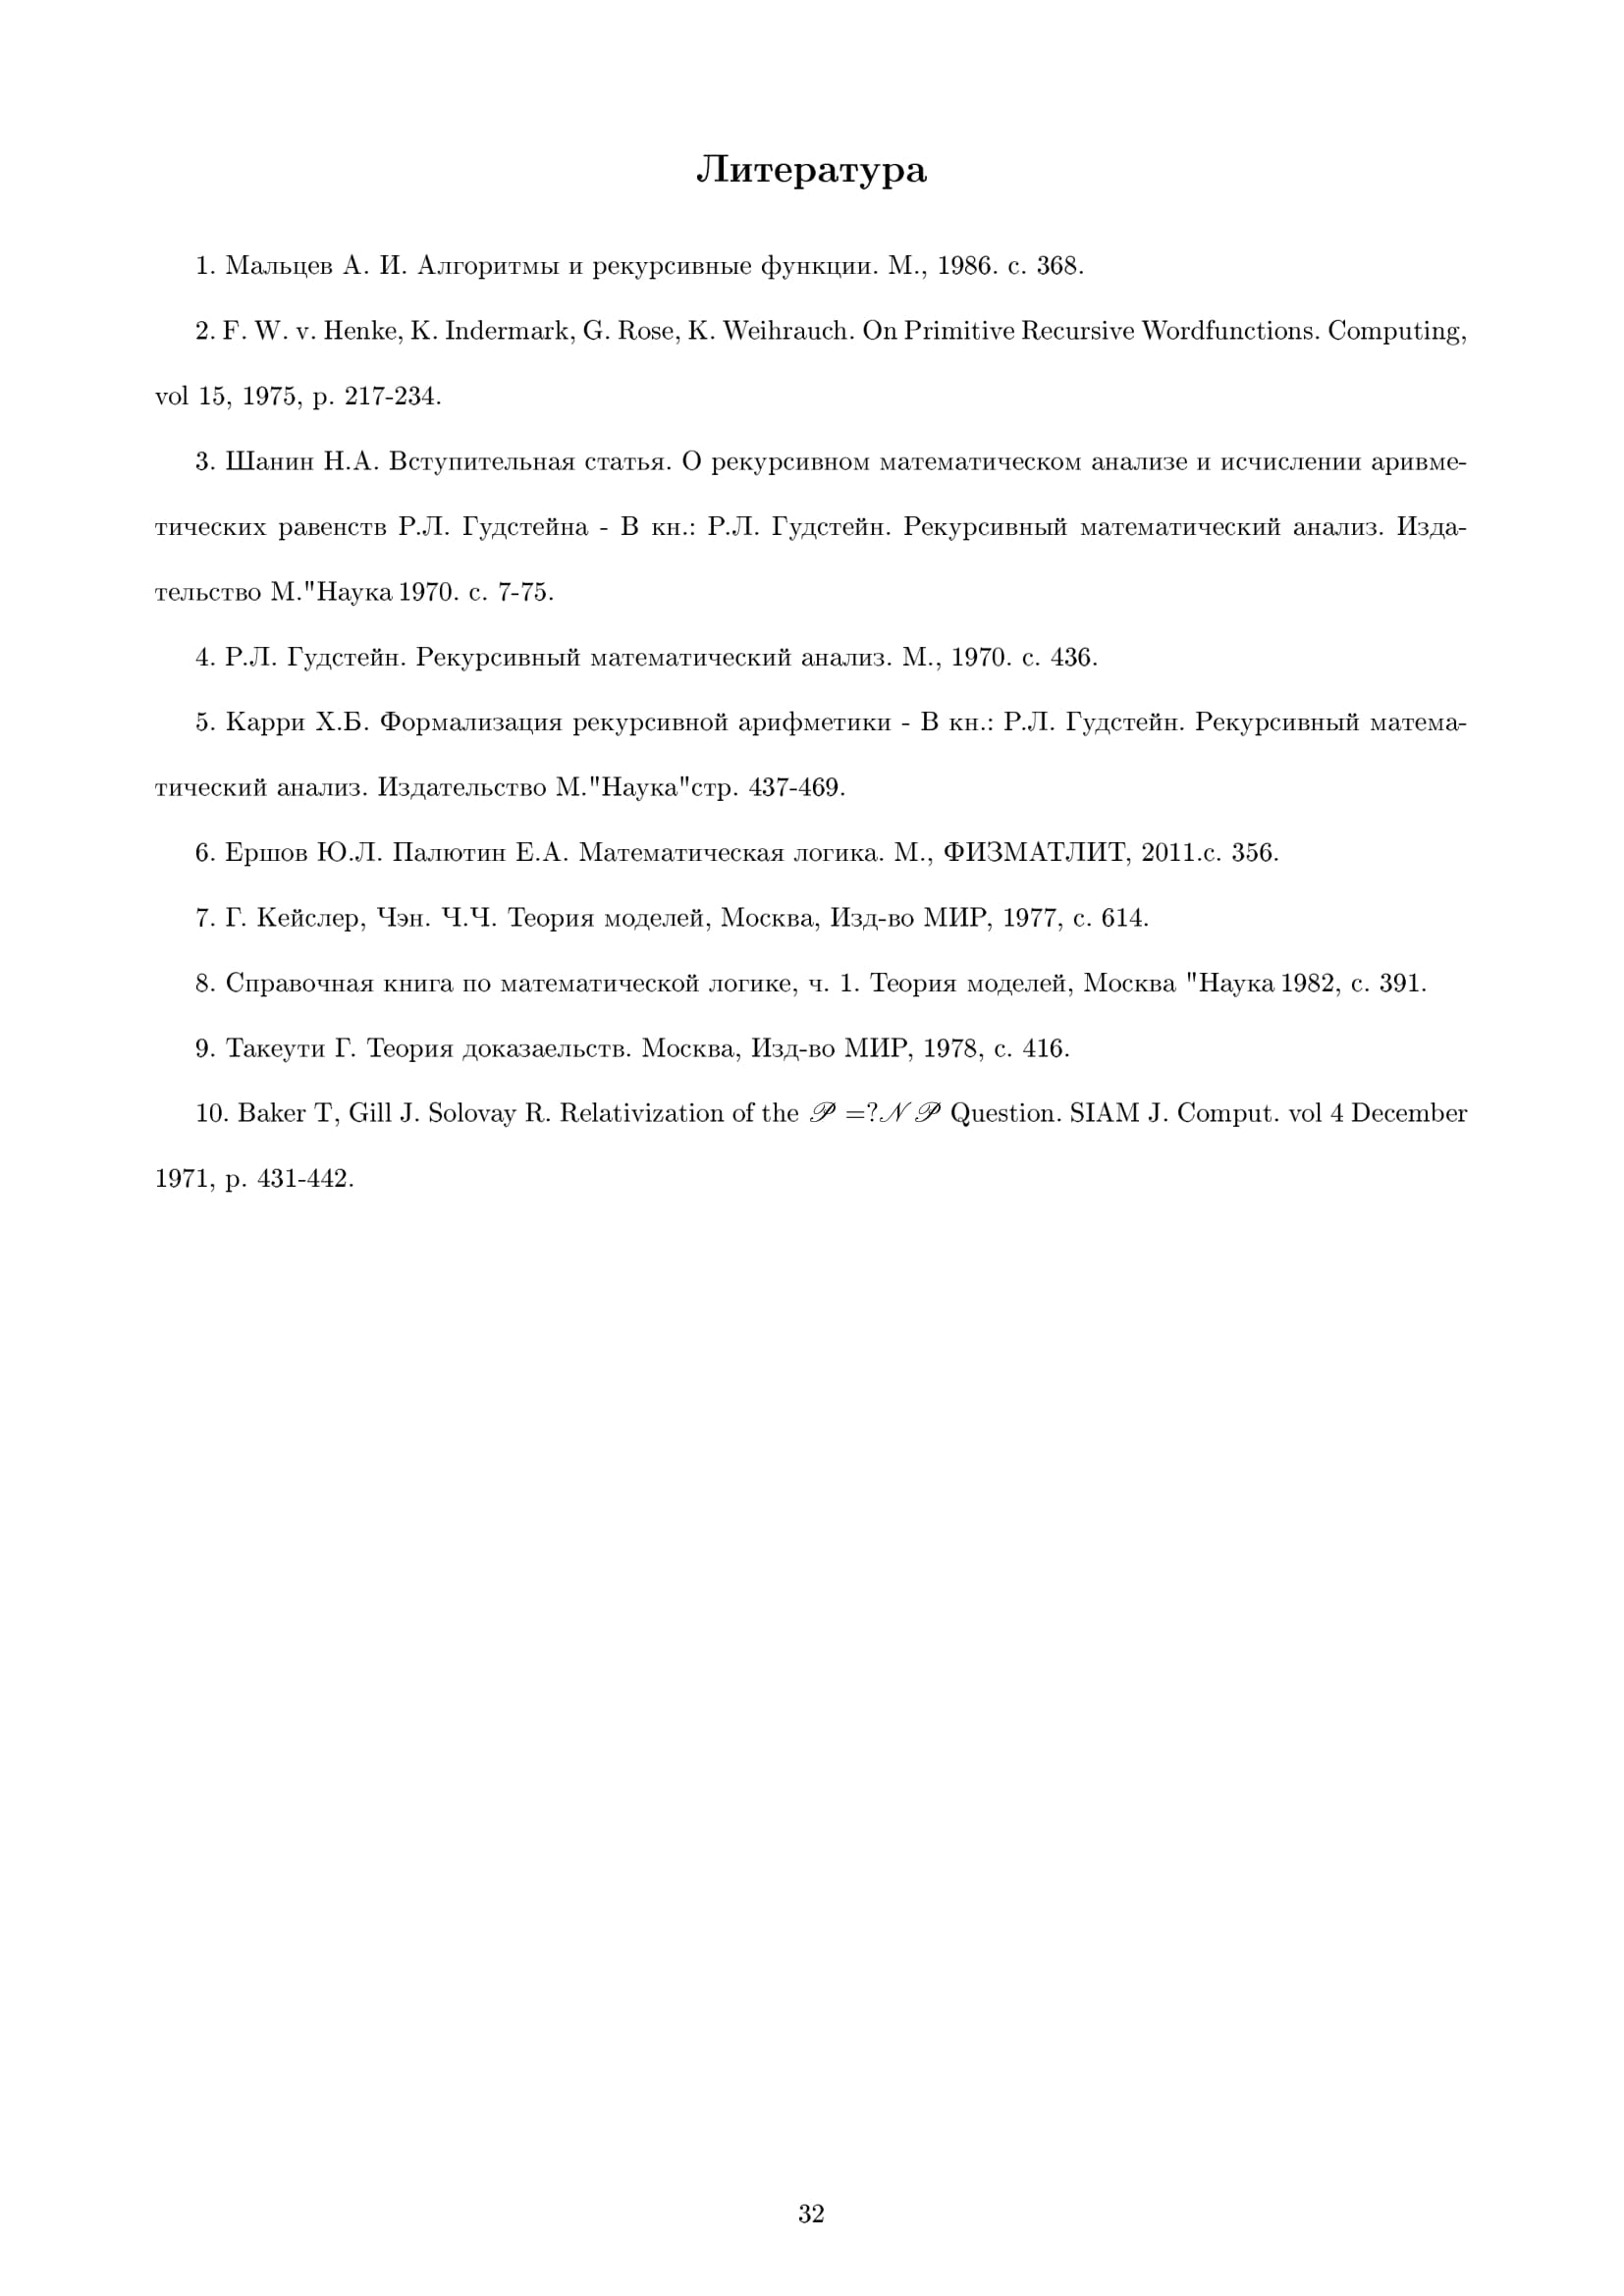 Литература
1. Мальцев А. И. Алгоритмы и рекурсивные функции. М., 1986. с. 368.
2. F. W. v. Henke, K. Indermark, G. Rose, K. Weihrauch. On Primitive Recursive Wordfunctions. Computing,
vol 15, 1975, p. 217-234.
3. Шанин Н.А. Вступительная статья. О рекурсивном математическом анализе и исчислении аривме-
тических равенств Р.Л. Гудстейна - В кн.: Р.Л. Гудстейн. Рекурсивный математический анализ. Изда-
тельство М."Наука 1970. с. 7-75.
4. Р.Л. Гудстейн. Рекурсивный математический анализ. М., 1970. с. 436.
5. Карри Х.Б. Формализация рекурсивной арифметики - В кн.: Р.Л. Гудстейн. Рекурсивный матема-
тический анализ. Издательство М."Наука"стр. 437-469.
6. Ершов Ю.Л. Палютин Е.А. Математическая логика. М., ФИЗМАТЛИТ, 2011.с. 356.
7. Г. Кейслер, Чэн. Ч.Ч. Теория моделей, Москва, Изд-во МИР, 1977, с. 614.
8. Справочная книга по математической логике, ч. 1. Теория моделей, Москва "Наука 1982, с. 391.
9. Такеути Г. Теория доказаельств. Москва, Изд-во МИР, 1978, с. 416.
10. Baker T, Gill J. Solovay R. Relativization of the 𝒫 =?𝒩 𝒫 Question. SIAM J. Comput. vol 4 December
1971, p. 431-442.
32